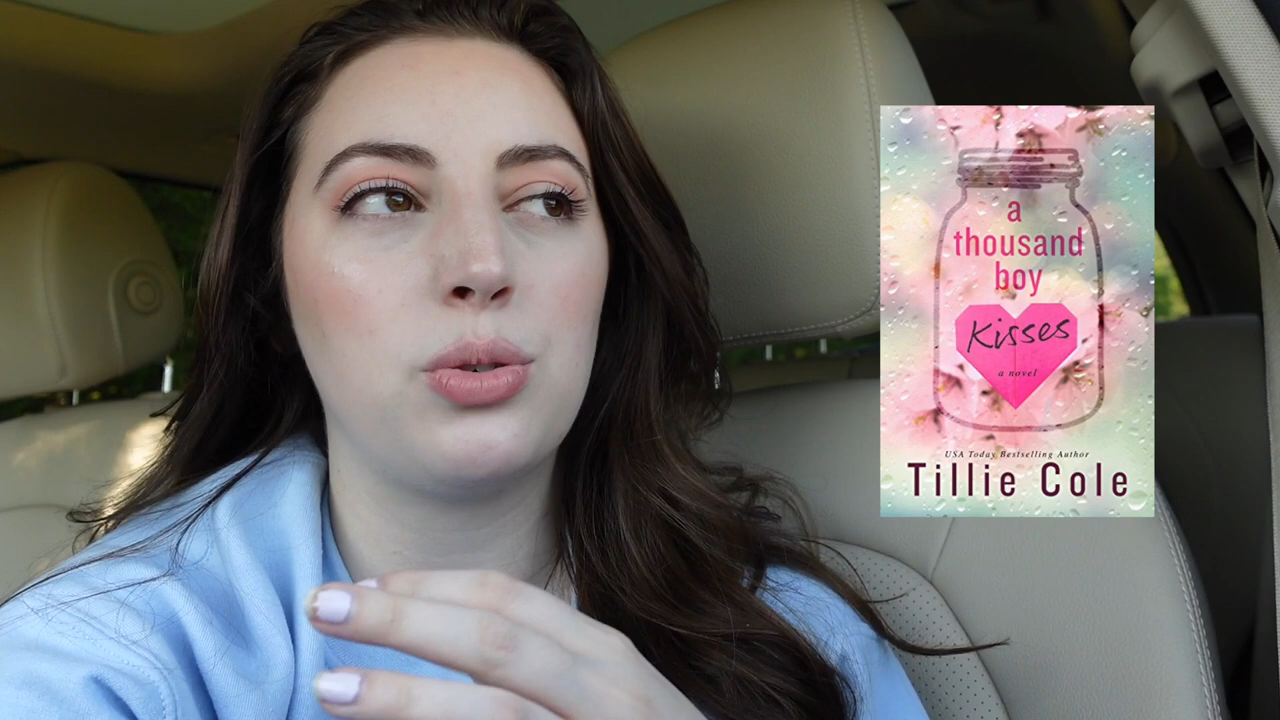 a
thousand
boy
Kisses
a novel
USA Today Bestselling Author
Tillie Cole